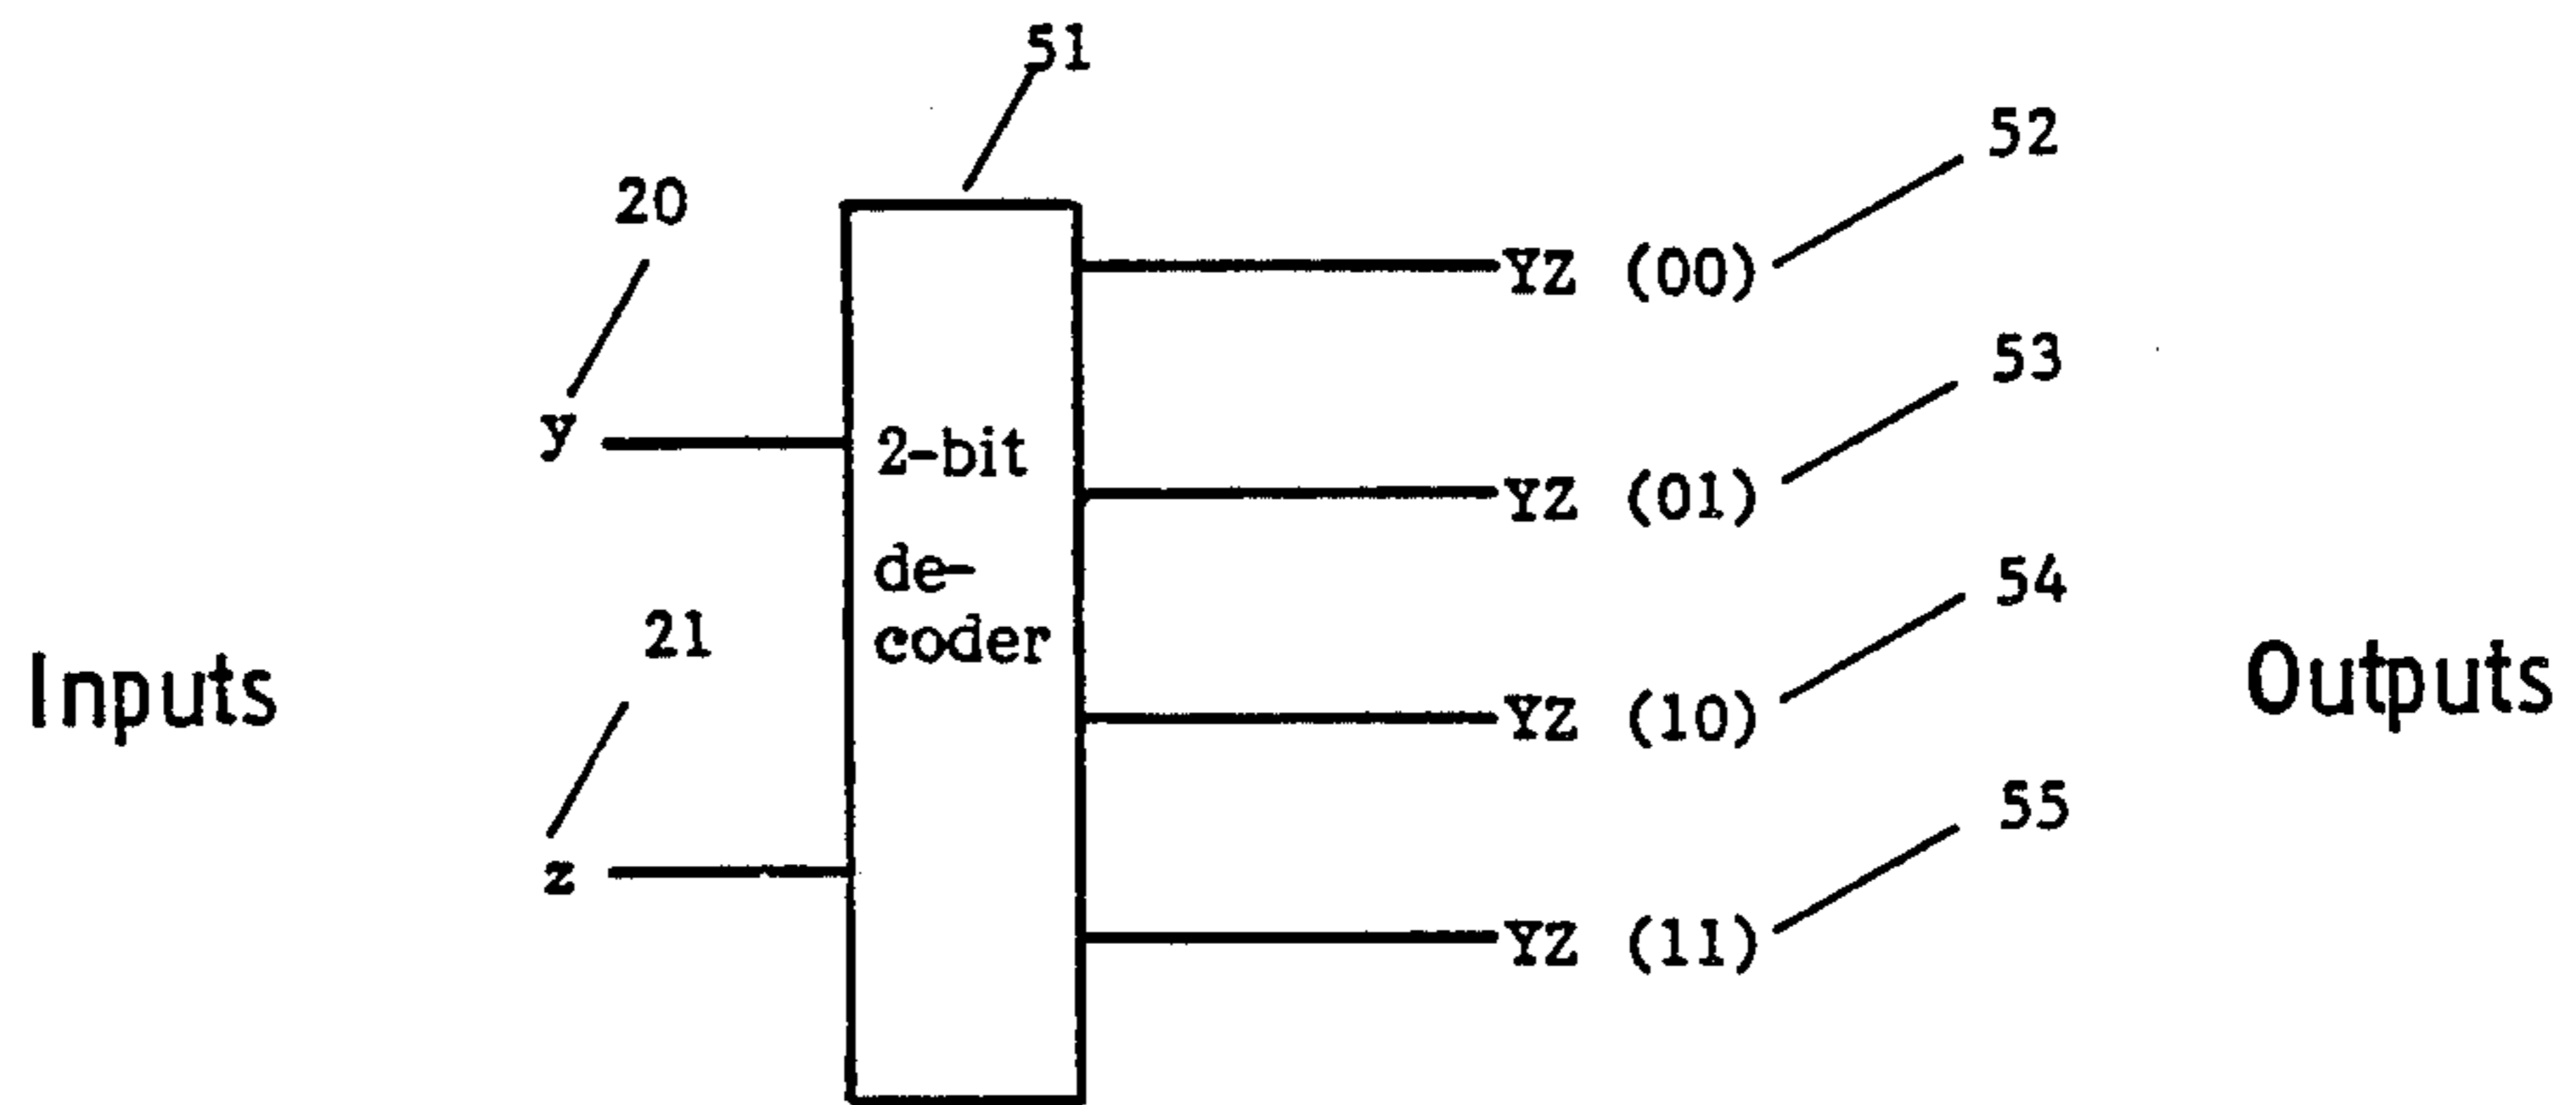 51
52
20
YZ (00)
53
y
2-bit
YZ (01)
de-
coder
54
21
Inputs
YZ (10)
Outputs
55
z
YZ (11)